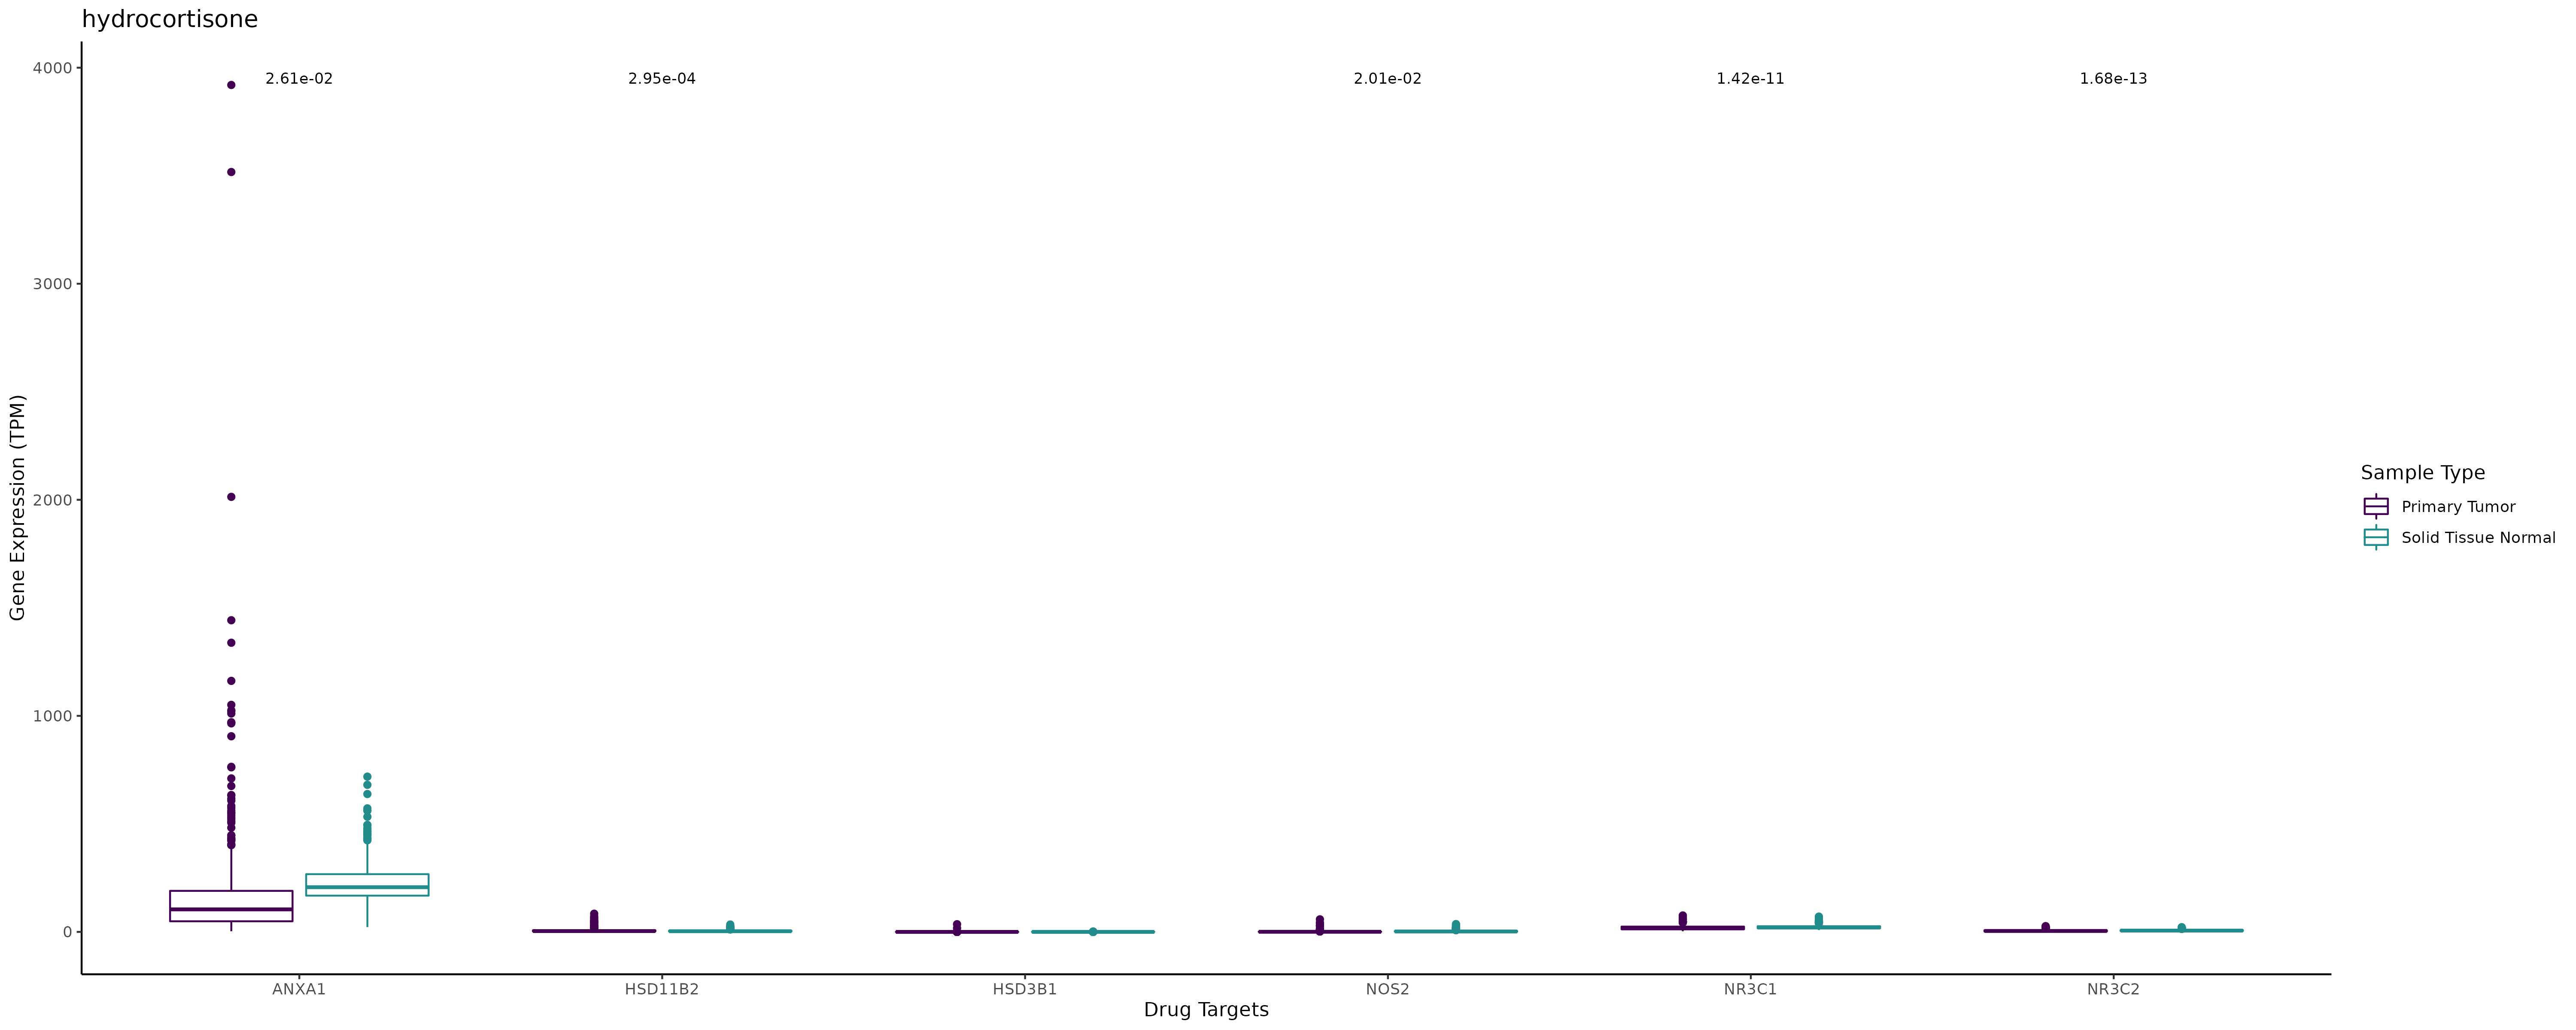 hydrocortisone
4000
3000
2000
1000
0
Gene Expression (TPM)
2.61e-02
2.95e-04
2.01e-02
1.42e-11
1.68e-13
ANXA1
HSD11B2
HSD3B1
NOS2
NR3C1
NR3C2
Drug Targets
Sample Type
Primary Tumor
Solid Tissue Normal